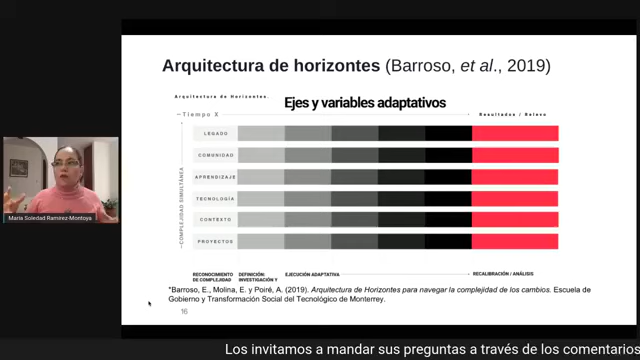 Arquitectura de horizontes (Barroso, et al., 2019)
Arquitectura de Horizontes.
Ejes y variables adaptativos
Tiempo X
Resultados / Relevo
COMPLEJIDAD SIMULTÁNEA
LEGADO
COMUNIDAD
APRENDIZAJE
TECNOLOGÍA
CONTEXTO
PROYECTOS
RECONOCIMIENTO
DE COMPLEJIDAD
DEFINICIÓN:
INVESTIGACIÓN Y
EJECUCIÓN ADAPTATIVA
RECALIBRACIÓN / ANÁLISIS
*Barroso, E., Molina, E. y Poiré, A. (2019). Arquitectura de Horizontes para navegar la complejidad de los cambios. Escuela de
Gobierno y Transformación Social del Tecnológico de Monterrey.
16
María Soledad Ramírez-Montoya
Los invitamos a mandar sus preguntas a través de los comentarios